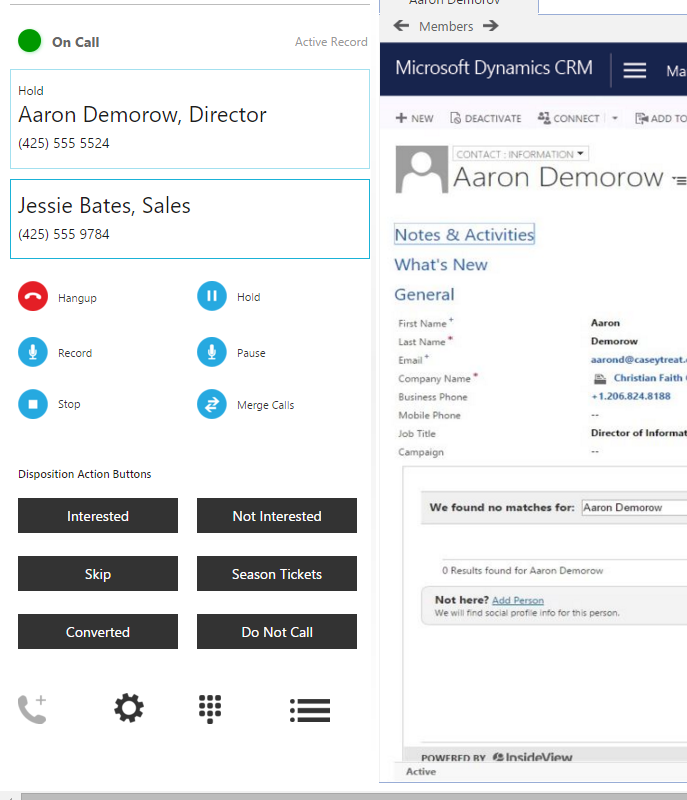 On Call
Active Record
Hold
Aaron Demorow, Director
(425) 555 5524
Jessie Bates, Sales
(425) 555 9784
Hangup
Hold
Record
Pause
Stop
Merge Calls
Disposition Action Buttons
Interested
Not Interested
Skip
Season Tickets
Converted
Do Not Call
Aaron Demorow
Members
Microsoft Dynamics CRM
Ma
NEW DEACTIVATE CONNECT ADD TO
CONTACT : INFORMATION
Aaron Demorow
Notes & Activities
What's New
General
First Name + Aaron
Last Name * Demorow
Email + aarond@caseytreat.
Company Name * Christian Faith
Business Phone +1.206.824.8188
Mobile Phone --
Job Title Director of Informat
Campaign --
We found no matches for: Aaron Demorow
0 Results found for Aaron Demorow
Not here? Add Person
We will find social profile info for this person.
POWERED BY InsideView
Active